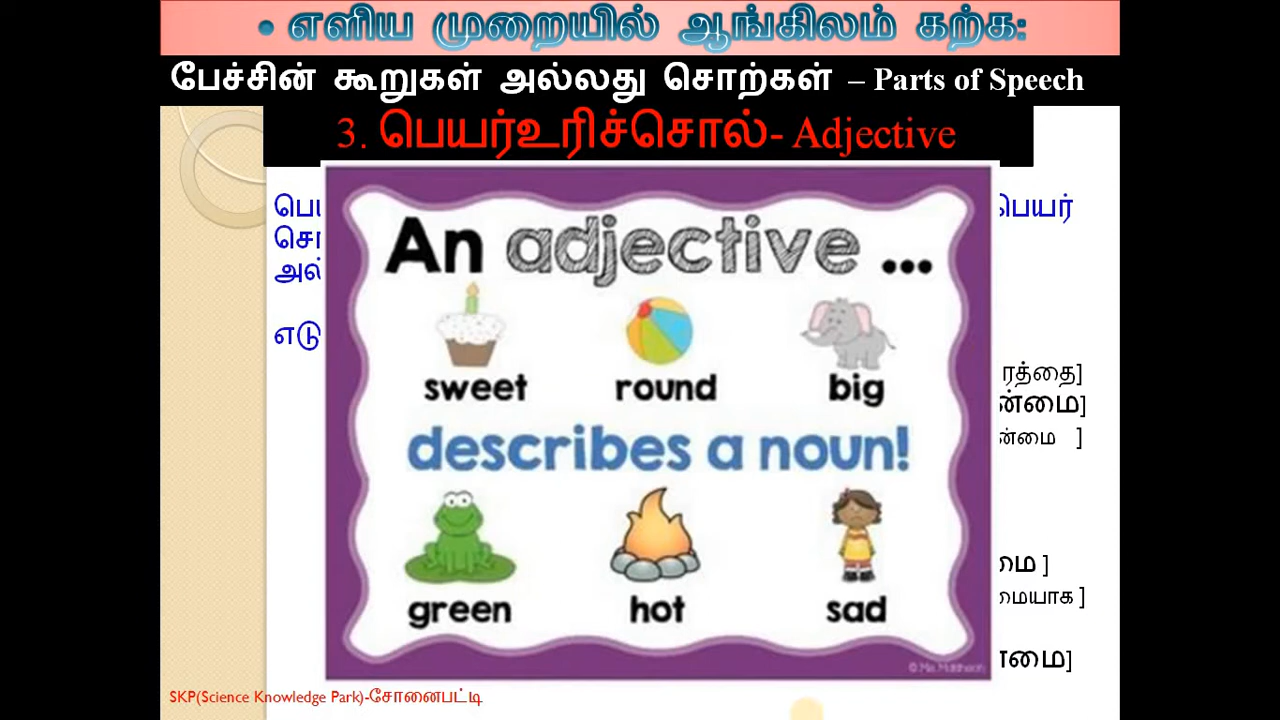 • எளிய முறையில் ஆங்கிலம் கற்க:
பேச்சின் கூறுகள் அல்லது சொற்கள் – Parts of Speech
3. பெயர்உரிச்சொல்- Adjective
பெயர்
An adjective ...
sweet round big
describes a noun!
green hot sad
SKP(Science Knowledge Park)-சோனைபட்டி